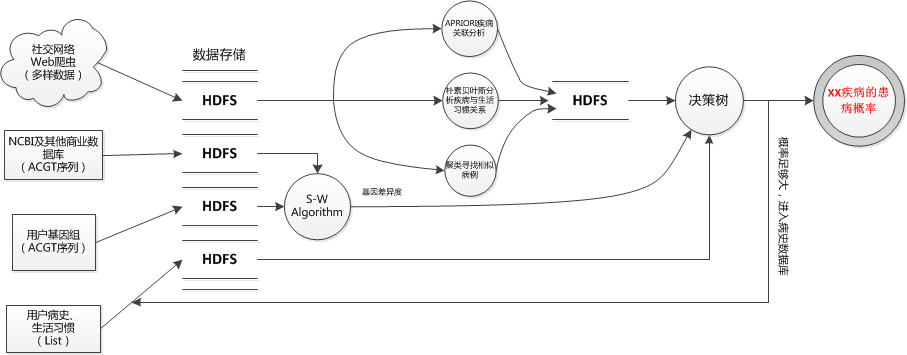 社交网络
Web爬虫
（多样数据）
NCBI及其他商业数
据库
（ACGT序列）
用户基因组
（ACGT序列）
用户病史、
生活习惯
（List）
数据存储
HDFS
HDFS
HDFS
HDFS
S-W
Algorithm
APRIORI疾病
关联分析
朴素贝叶斯分
析疾病与生活
习惯关系
聚类寻找相似
病例
基因差异度
HDFS
决策树
XX疾病的患
病概率
概率足够大，进入病史数据库